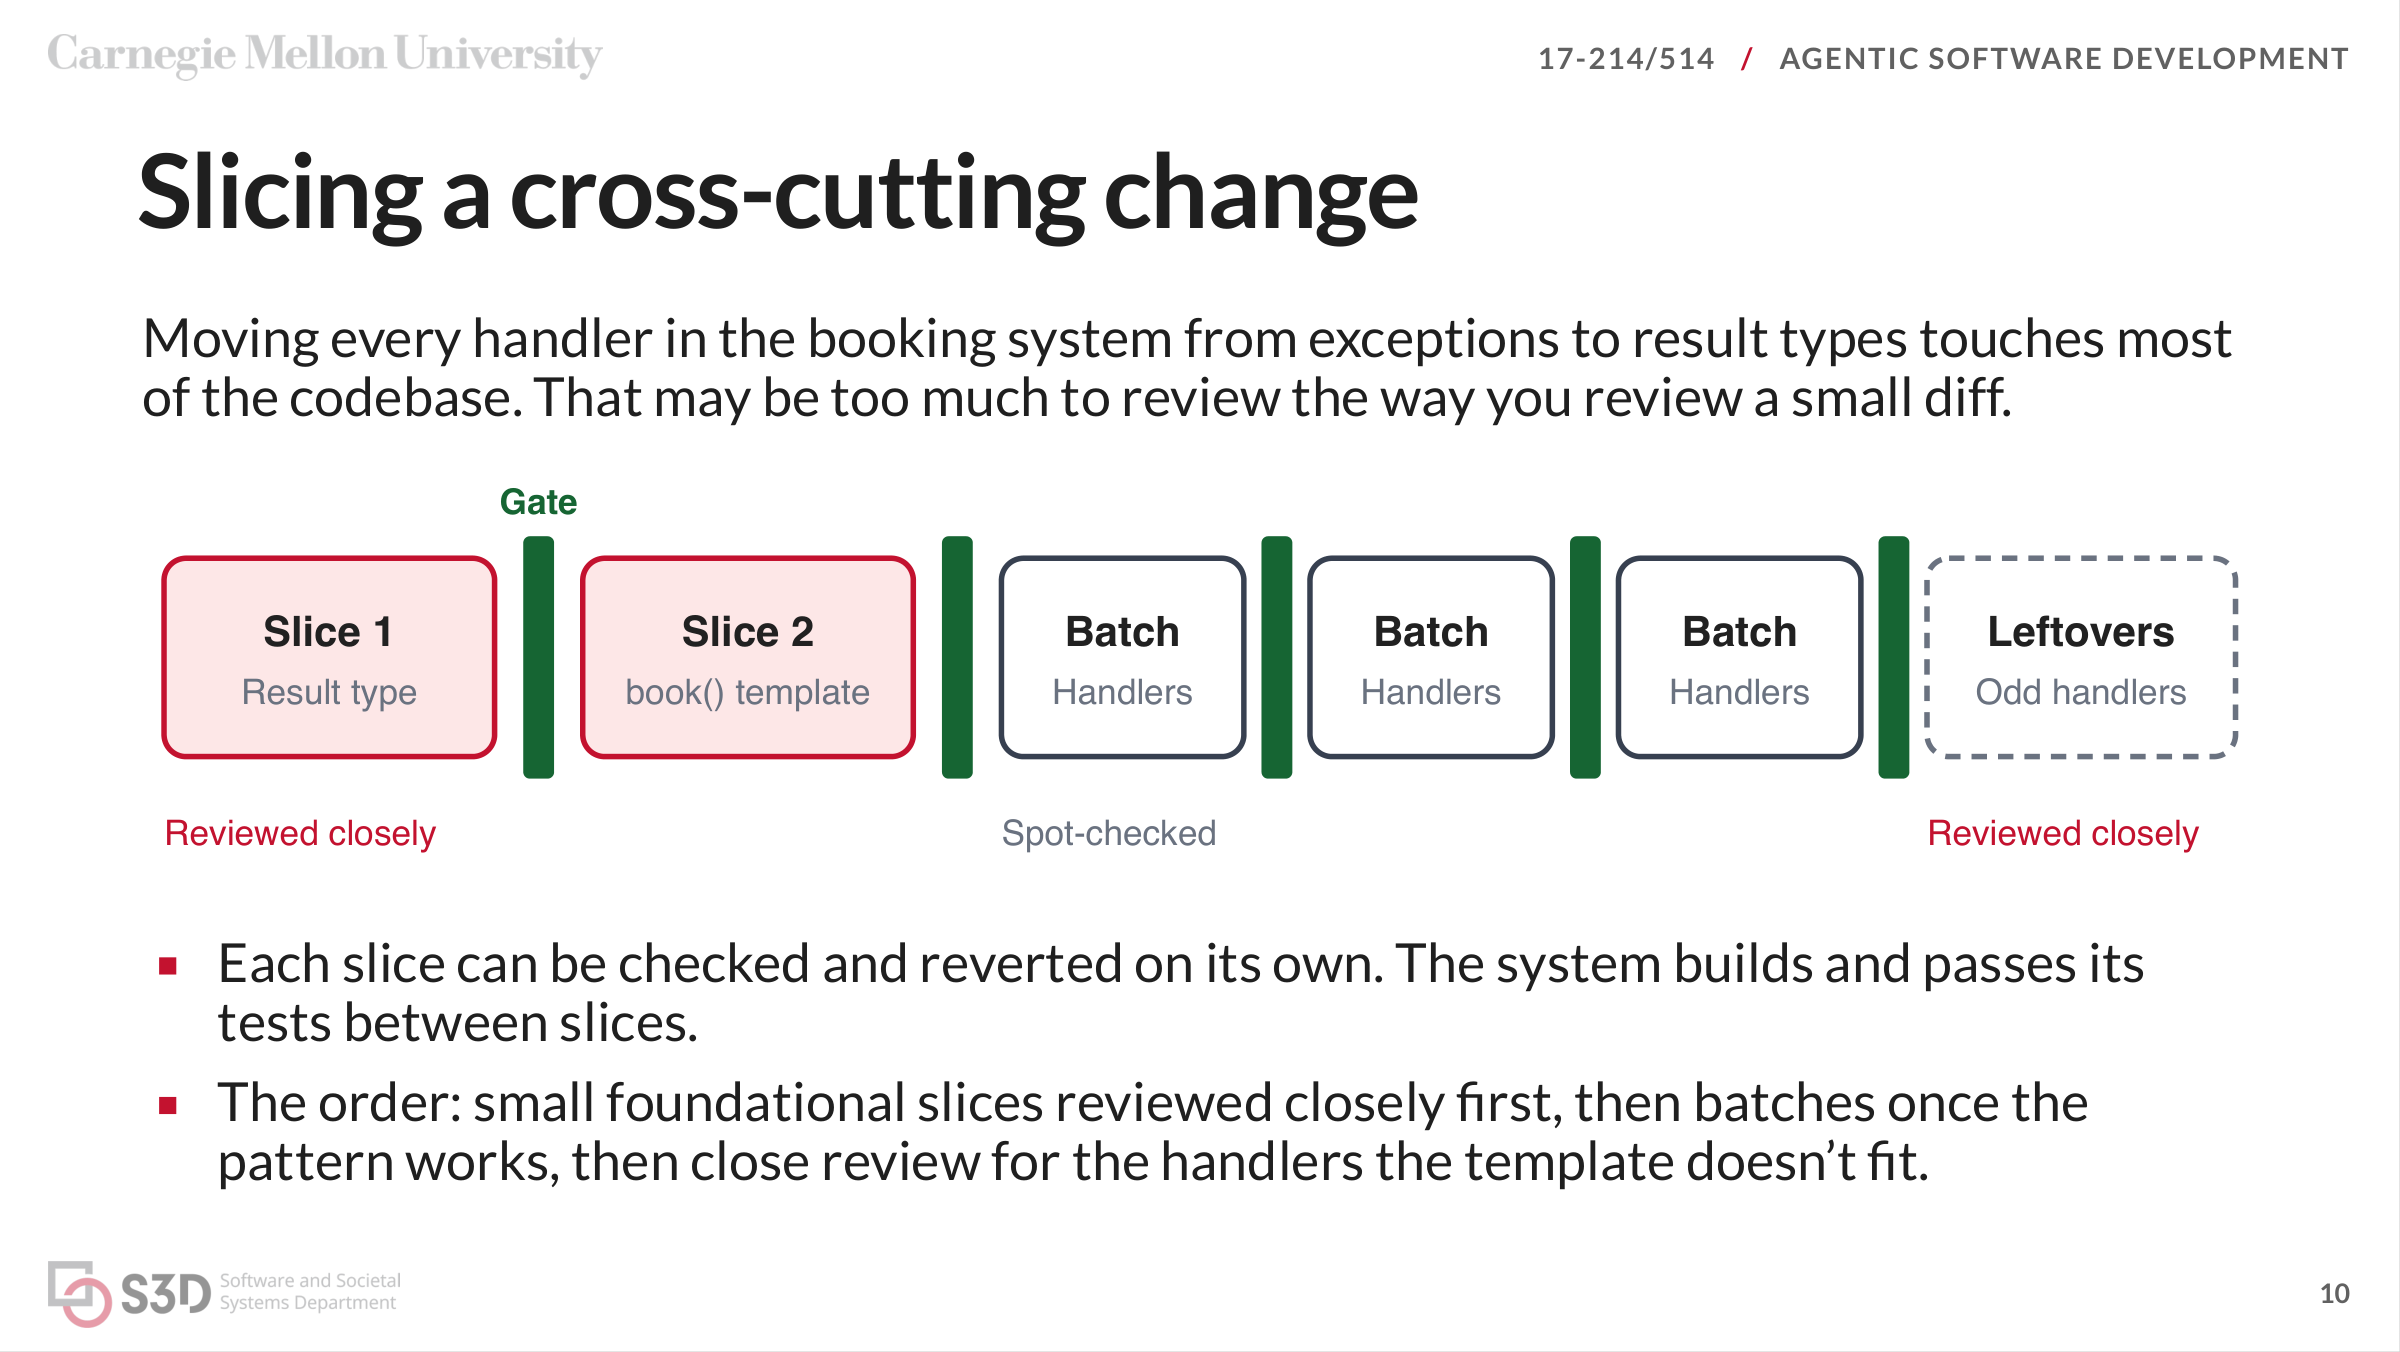 Carnegie Mellon University
17-214/514 / AGENTIC SOFTWARE DEVELOPMENT
Slicing a cross-cutting change
Moving every handler in the booking system from exceptions to result types touches most
of the codebase. That may be too much to review the way you review a small diff.
Gate
Slice 1
Result type
Slice 2
book() template
Batch
Handlers
Batch
Handlers
Batch
Handlers
Leftovers
Odd handlers
Reviewed closely
Spot-checked
Reviewed closely
Each slice can be checked and reverted on its own. The system builds and passes its
tests between slices.
The order: small foundational slices reviewed closely first, then batches once the
pattern works, then close review for the handlers the template doesn’t fit.
S3D
Software and Societal
Systems Department
10